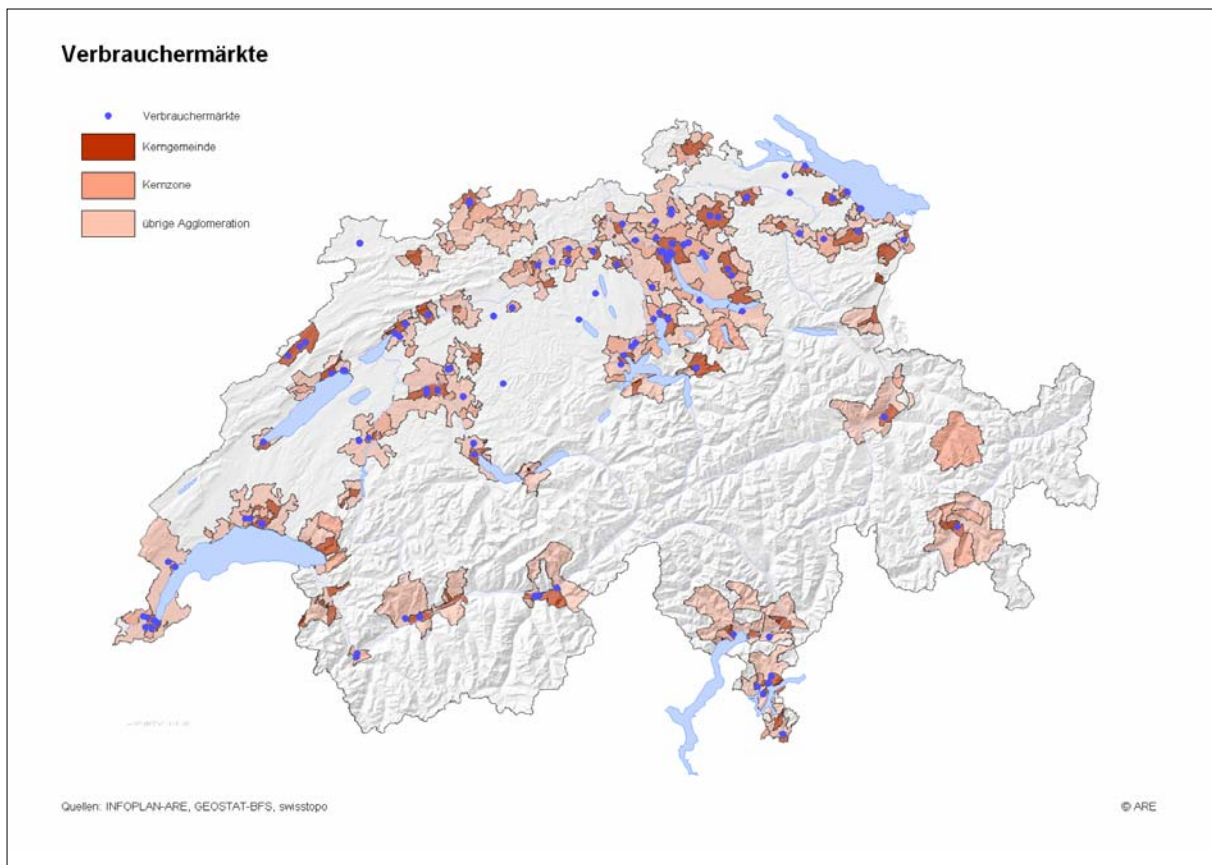 Verbrauchermärkte
Verbrauchermärkte
Kerngemeinde
Kernzone
übrige Agglomeration
Quellen: INFOPLAN-ARE, GEOSTAT-BFS, swisstopo
© ARE